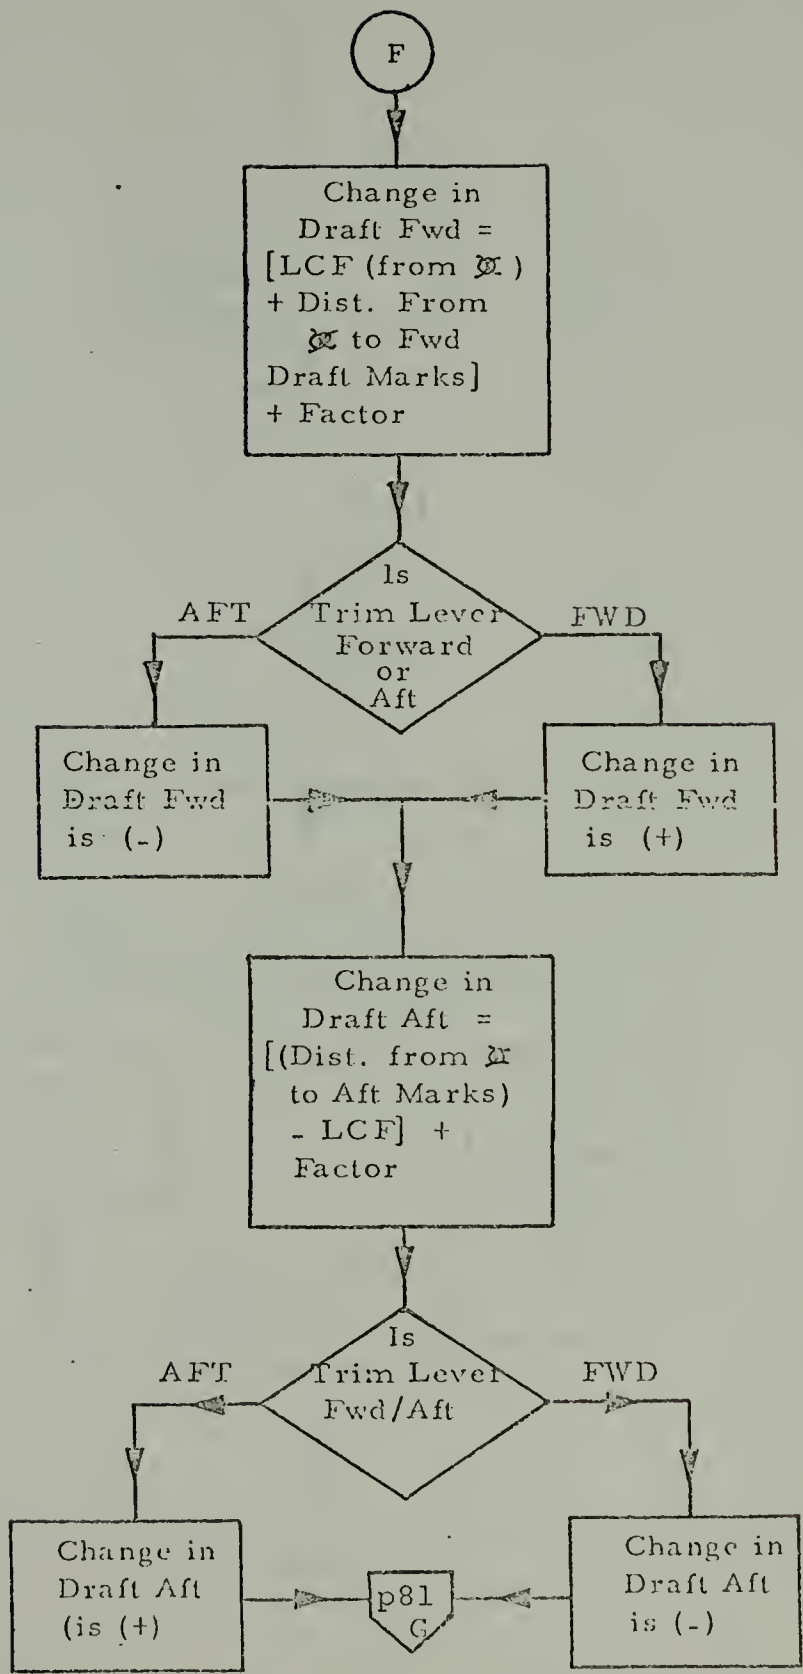 F
Change in
Draft Fwd =
[LCF (from )
+ Dist. From
to Fwd
Draft Marks]
+ Factor
Is
Trim Lever
Forward
or
Aft
AFT
FWD
Change in
Draft Fwd
is (-)
Change in
Draft Fwd
is (+)
Change in
Draft Aft =
[(Dist. from
to Aft Marks)
- LCF] +
Factor
Is
Trim Lever
Fwd/Aft
AFT
FWD
Change in
Draft Aft
(is (+)
p81
G
Change in
Draft Aft
is (-)